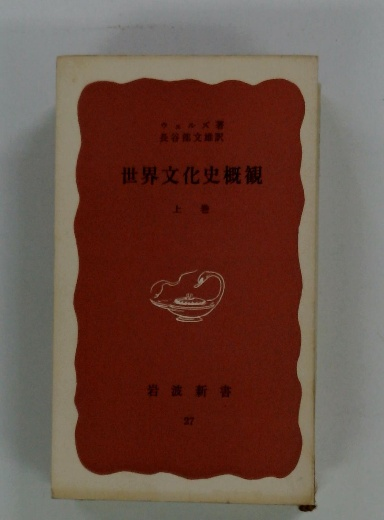 ウェルズ 著
長谷部文雄訳
世界文化史概観
上 巻
岩波新書
37